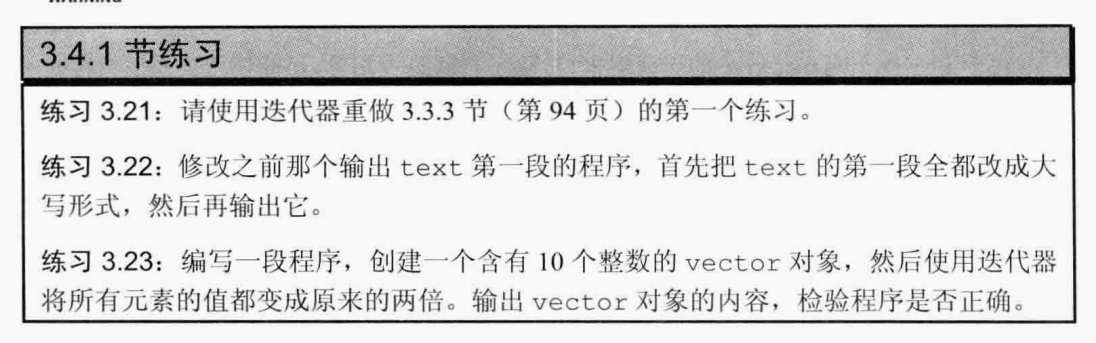 WARNING
3.4.1 节练习
练习 3.21：请使用迭代器重做 3.3.3 节（第 94 页）的第一个练习。
练习 3.22：修改之前那个输出 text 第一段的程序，首先把 text 的第一段全都改成大
写形式，然后再输出它。
练习 3.23：编写一段程序，创建一个含有 10 个整数的 vector 对象，然后使用迭代器
将所有元素的值都变成原来的两倍。输出 vector 对象的内容，检验程序是否正确。